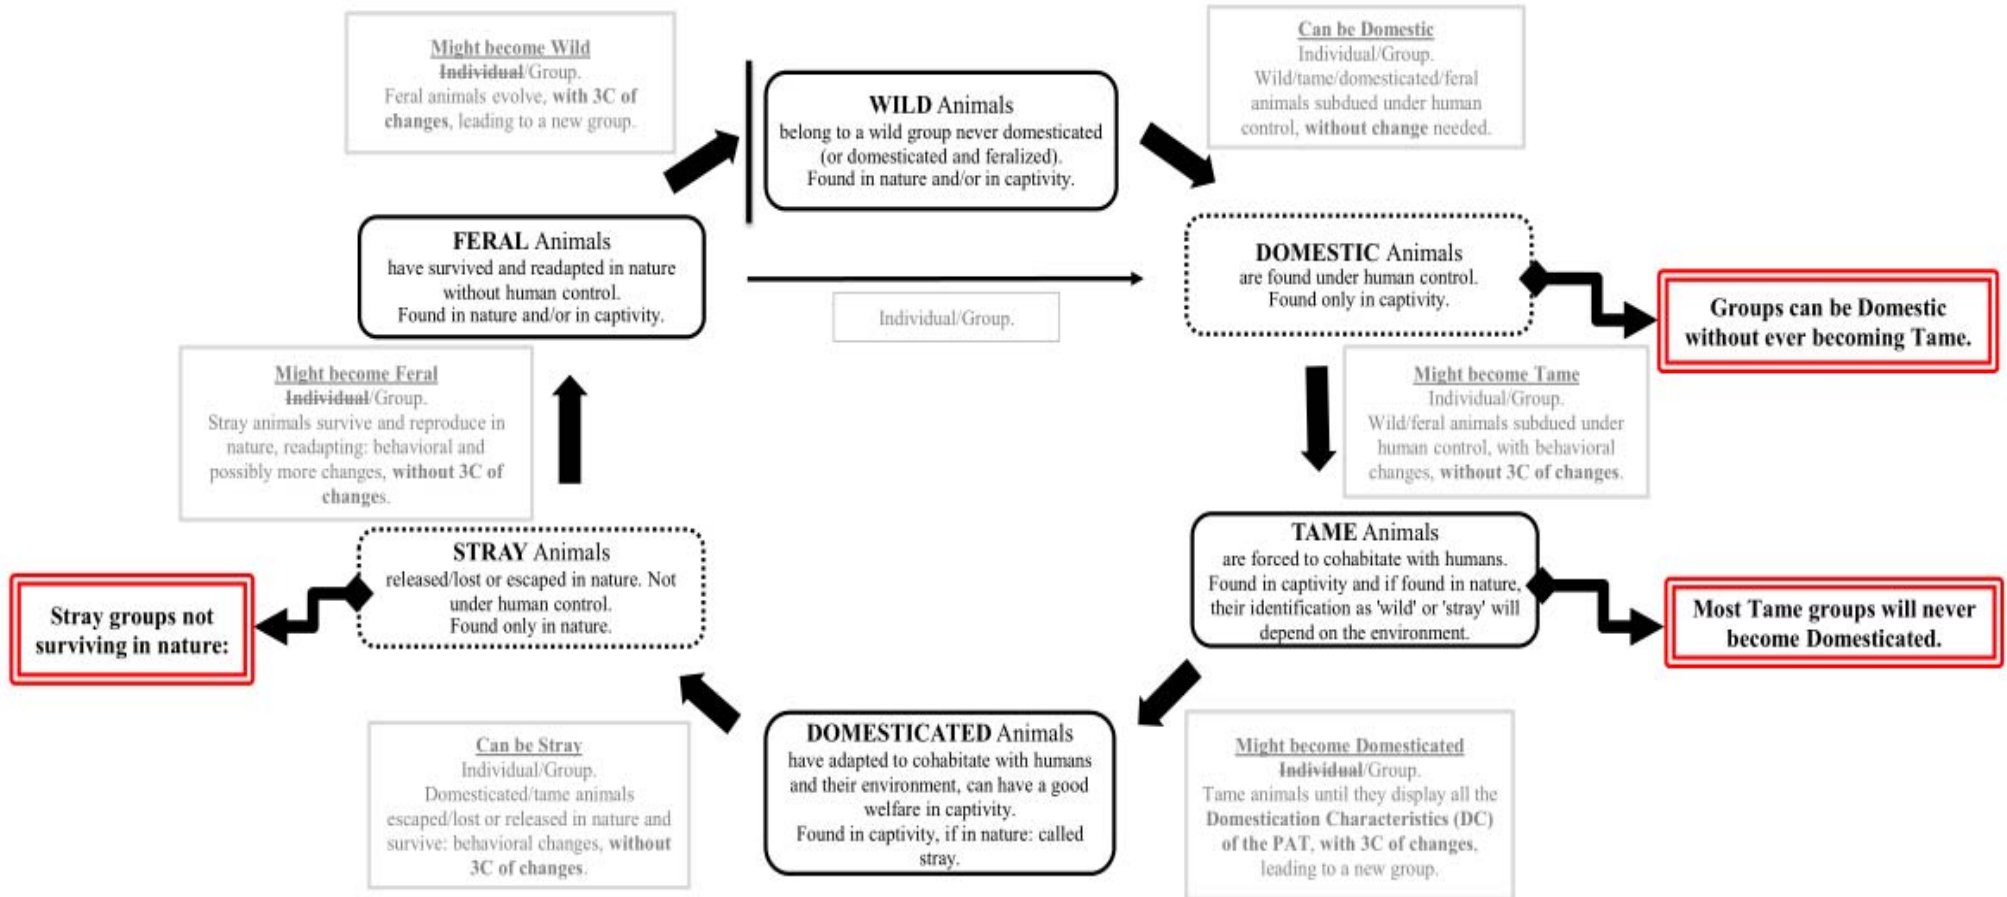 Might become Wild
Individual/Group.
Feral animals evolve, with 3C of
changes, leading to a new group.
WILD Animals
belong to a wild group never domesticated
(or domesticated and feralized).
Found in nature and/or in captivity.
Can be Domestic
Individual/Group.
Wild/tame/domesticated/feral
animals subdued under human
control, without change needed.
FERAL Animals
have survived and readapted in nature
without human control.
Found in nature and/or in captivity.
Individual/Group.
DOMESTIC Animals
are found under human control.
Found only in captivity.
Groups can be Domestic
without ever becoming Tame.
Might become Feral
Individual/Group.
Stray animals survive and reproduce in
nature, readapting: behavioral and
possibly more changes, without 3C of
changes.
Might become Tame
Individual/Group.
Wild/feral animals subdued under
human control, with behavioral
changes, without 3C of changes.
STRAY Animals
released/lost or escaped in nature. Not
under human control.
Found only in nature.
Stray groups not
surviving in nature:
TAME Animals
are forced to cohabitate with humans.
Found in captivity and if found in nature,
their identification as 'wild' or 'stray' will
depend on the environment.
Most Tame groups will never
become Domesticated.
Can be Stray
Individual/Group.
Domesticated/tame animals
escaped/lost or released in nature and
survive: behavioral changes, without
3C of changes.
DOMESTICATED Animals
have adapted to cohabitate with humans
and their environment, can have a good
welfare in captivity.
Found in captivity, if in nature: called
stray.
Might become Domesticated
Individual/Group.
Tame animals until they display all the
Domestication Characteristics (DC)
of the PAT, with 3C of changes,
leading to a new group.